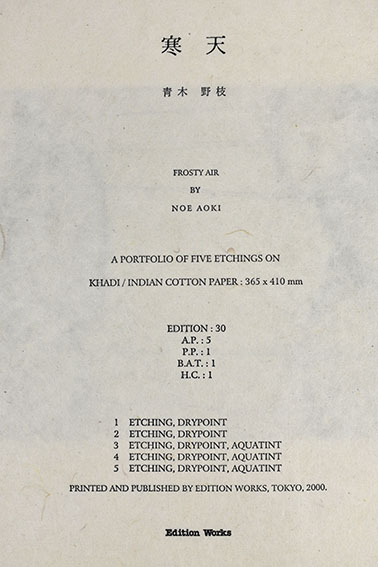 寒 天
青木 野枝
FROSTY AIR
BY
NOE AOKI
A PORTFOLIO OF FIVE ETCHINGS ON
KHADI / INDIAN COTTON PAPER : 365 x 410 mm
EDITION : 30
A.P. : 5
P.P. : 1
B.A.T. : 1
H.C. : 1
1 ETCHING, DRYPOINT
2 ETCHING, DRYPOINT
3 ETCHING, DRYPOINT, AQUATINT
4 ETCHING, DRYPOINT, AQUATINT
5 ETCHING, DRYPOINT, AQUATINT
PRINTED AND PUBLISHED BY EDITION WORKS, TOKYO, 2000.
Edition Works